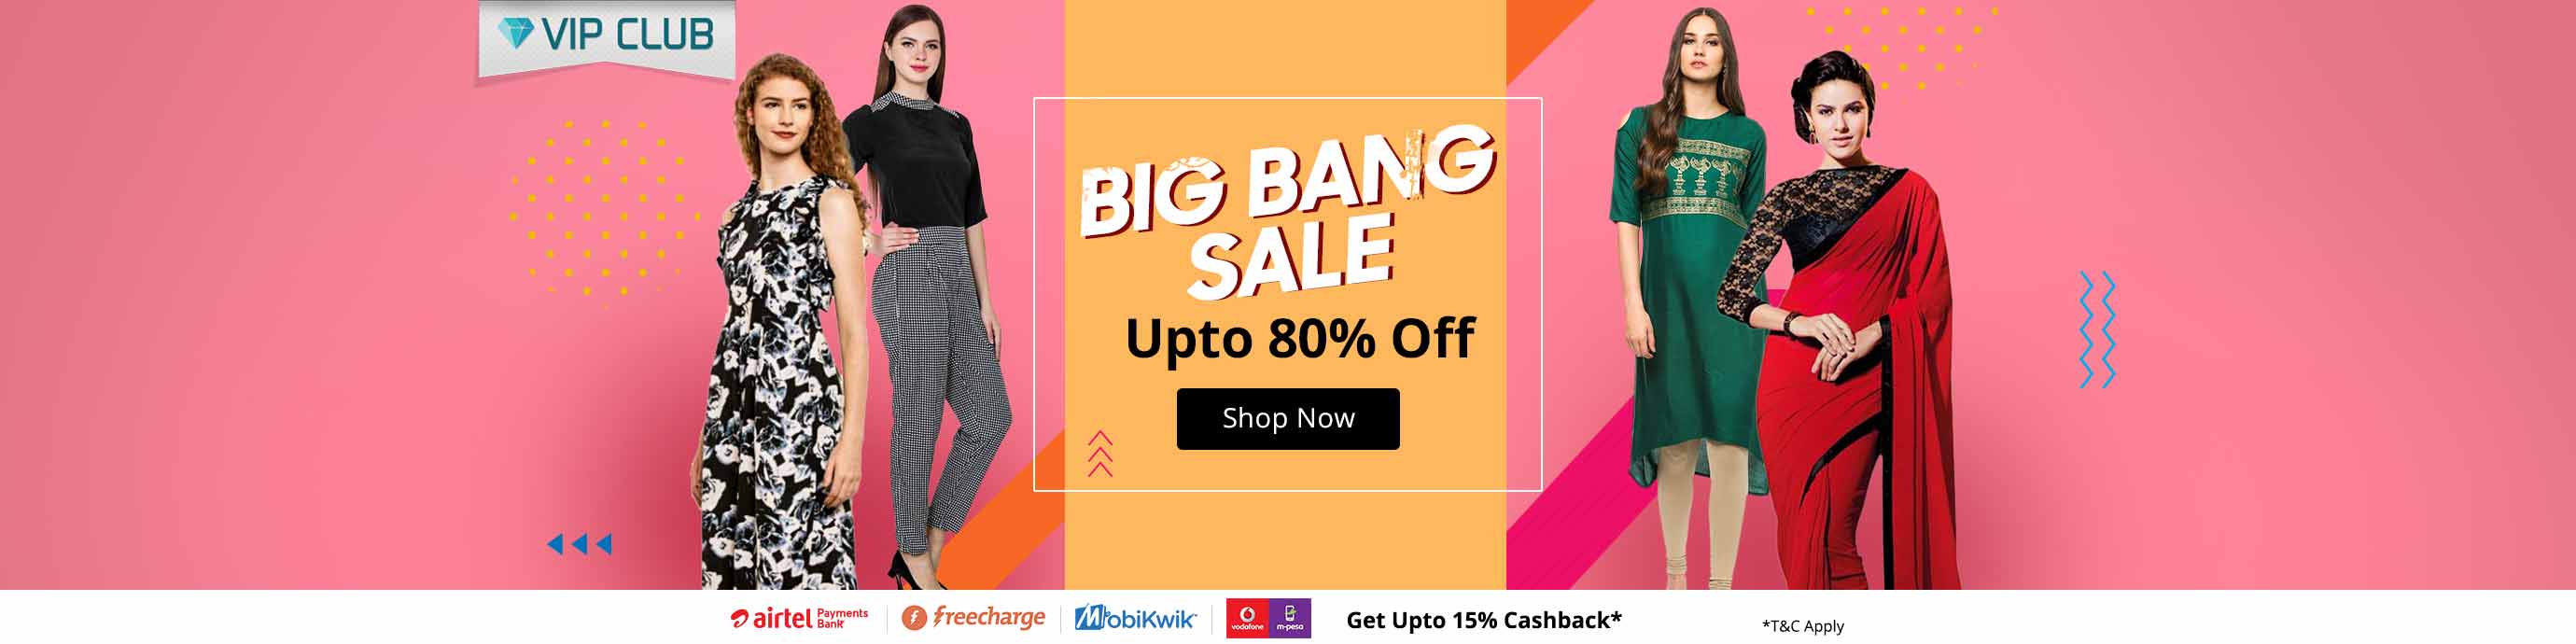 VIP CLUB
BIG BANG
SALE
Upto 80% Off
Shop Now
airtel Payments Bank
freecharge
MobiKwik
vodafone m-pesa
Get Upto 15% Cashback*
*T&C Apply